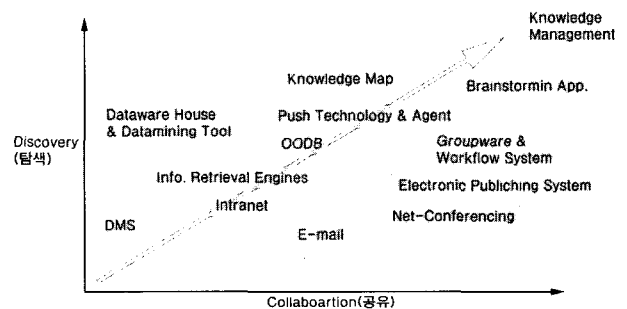 Knowledge
Management
Knowledge Map
Brainstormin App.
Dataware House
& Datamining Tool
Push Technology & Agent
Discovery
(탐색)
OODB
Groupware &
Workflow System
Info. Retrieval Engines
Electronic Publiching System
Intranet
Net-Conferencing
DMS
E-mail
Collaboartion(공유)